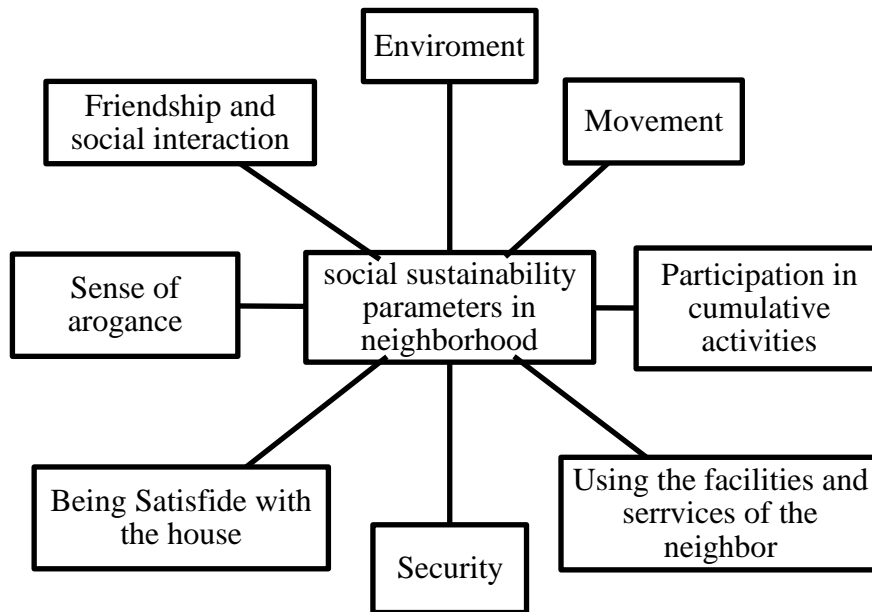 Enviroment
Friendship and
social interaction
Movement
Sense of
arogance
social sustainability
parameters in
neighborhood
Participation in
cumulative
activities
Being Satisfide with
the house
Security
Using the facilities and
serrvices of the
neighbor